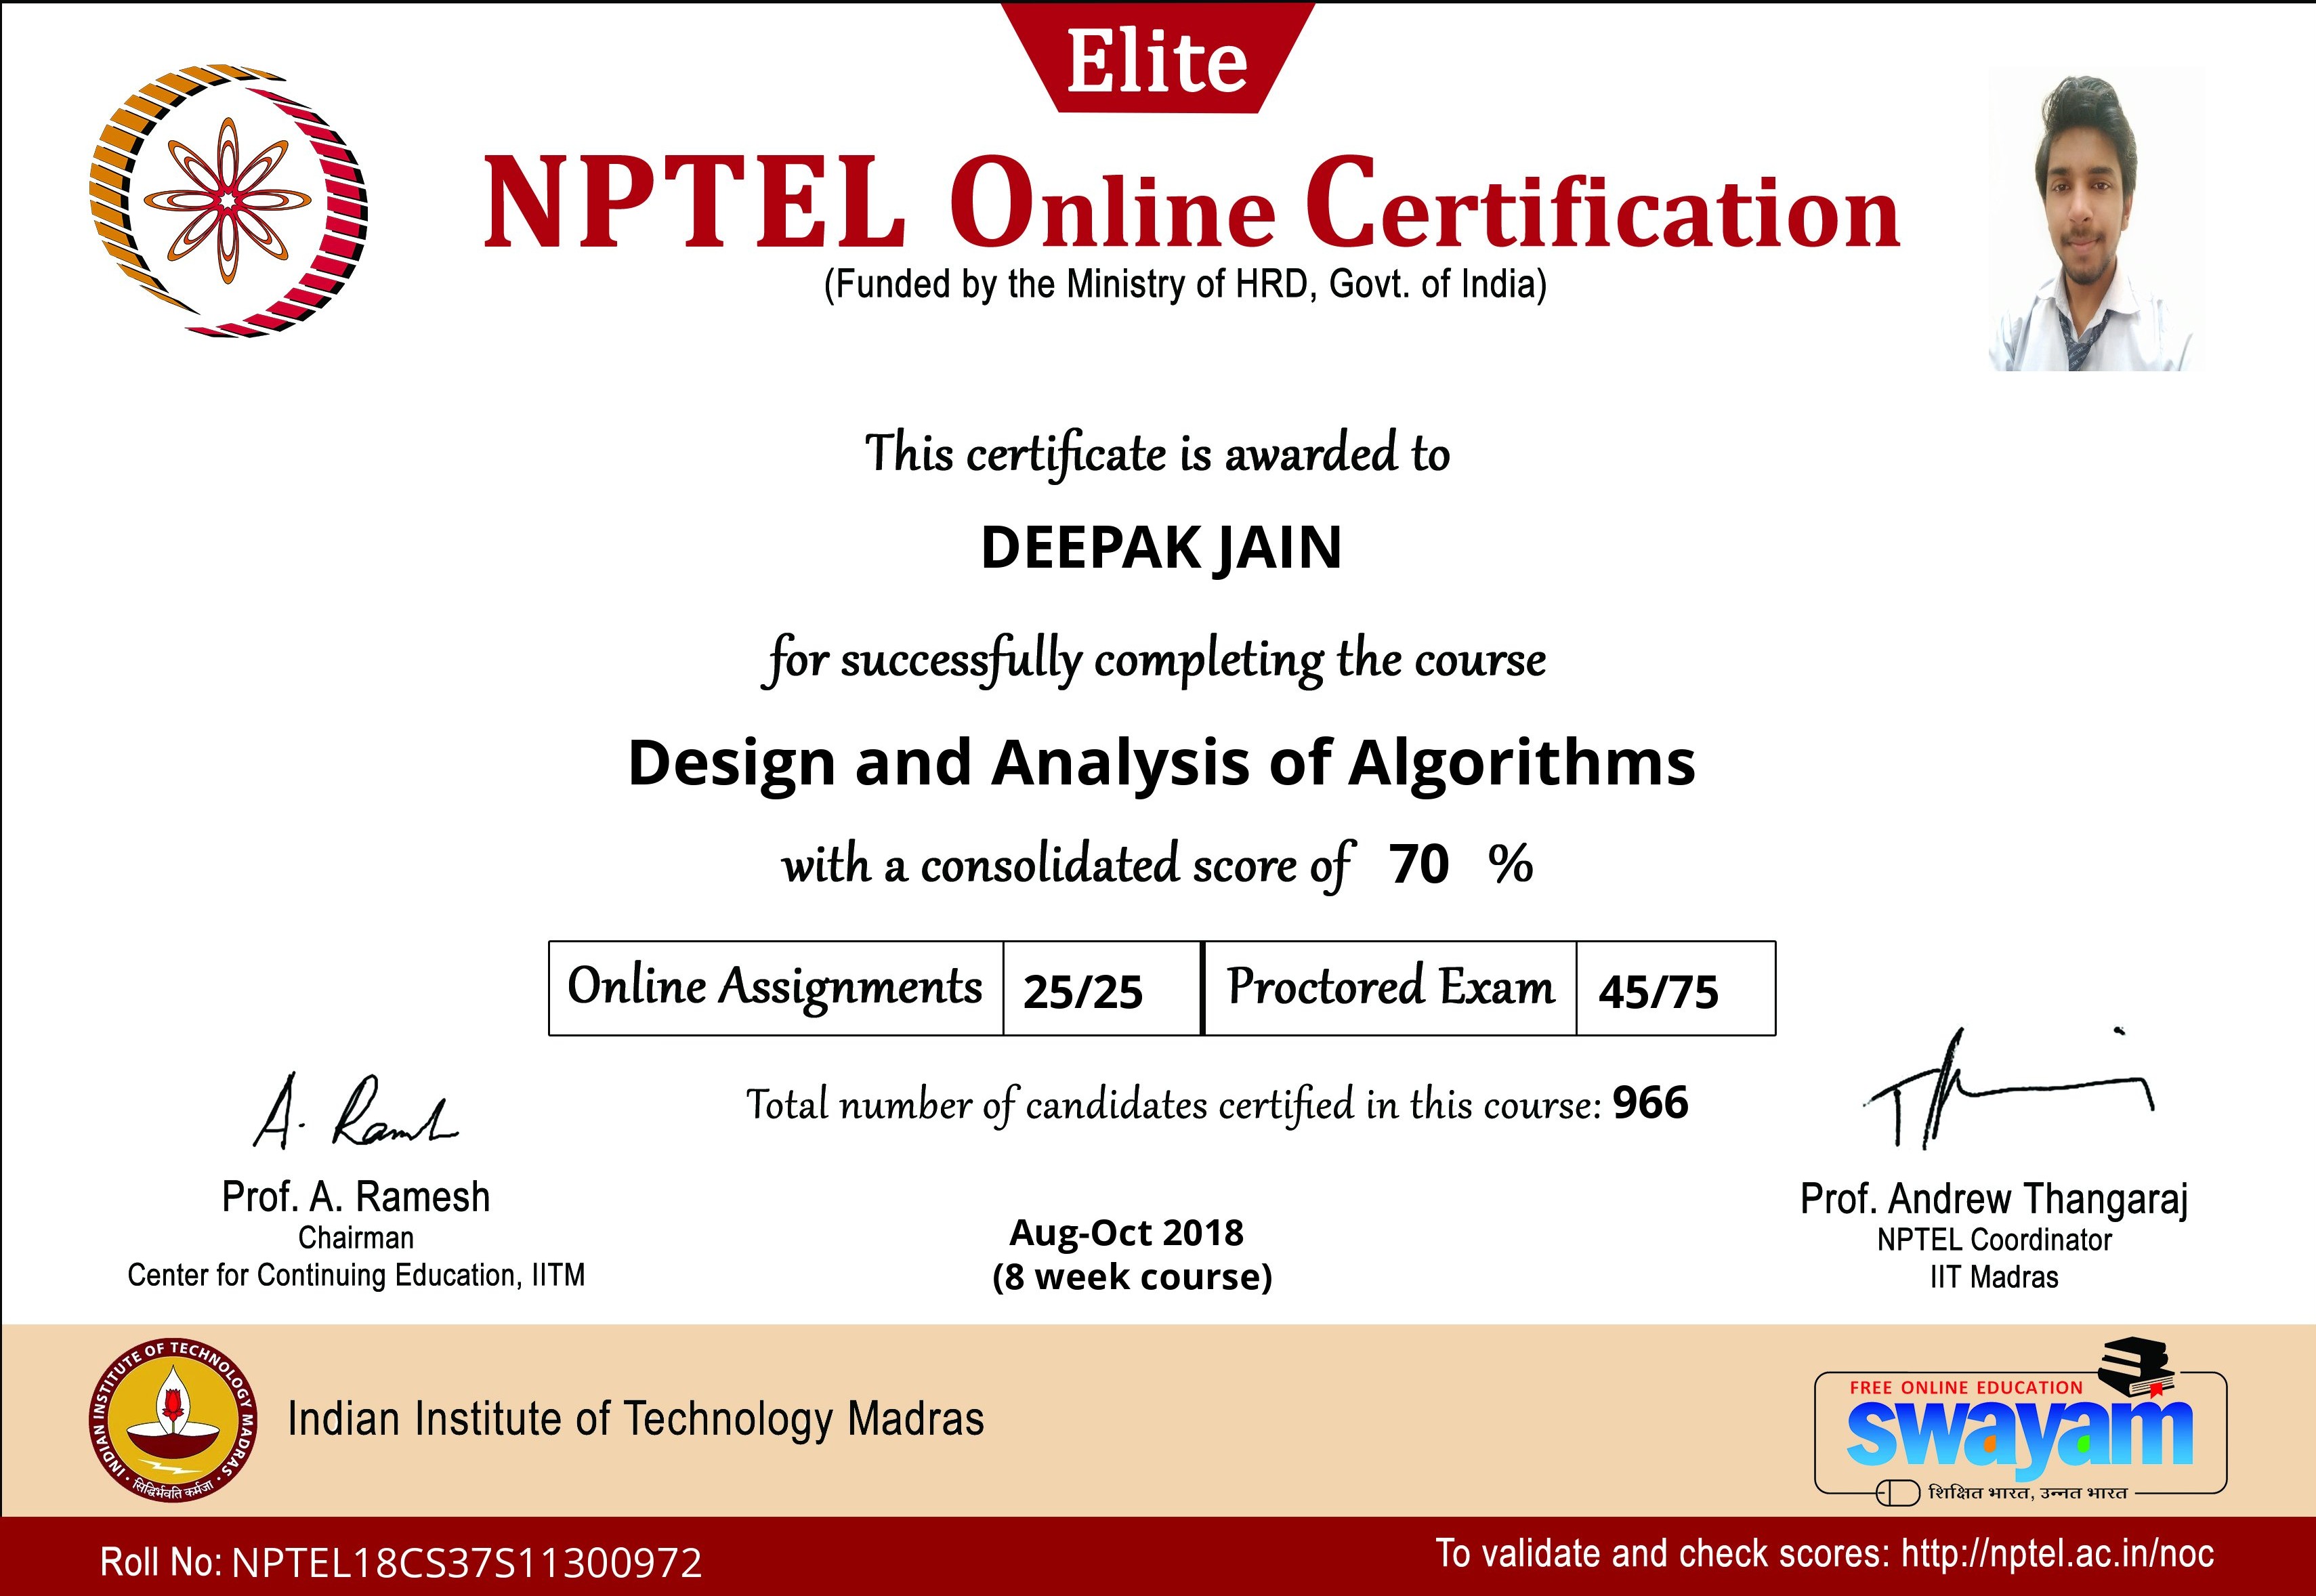 Elite
NPTEL Online Certification
(Funded by the Ministry of HRD, Govt. of India)
This certificate is awarded to
DEEPAK JAIN
for successfully completing the course
Design and Analysis of Algorithms
with a consolidated score of 70 %
Online Assignments 25/25 Proctored Exam 45/75
Total number of candidates certified in this course: 966
Prof. A. Ramesh
Chairman
Center for Continuing Education, IITM
Aug-Oct 2018
(8 week course)
Prof. Andrew Thangaraj
NPTEL Coordinator
IIT Madras
INDIAN INSTITUTE OF TECHNOLOGY MADRAS
सिद्धिर्भवति कर्मजा
Indian Institute of Technology Madras
FREE ONLINE EDUCATION
swayam
शिक्षित भारत, उन्नत भारत
Roll No: NPTEL18CS37S11300972
To validate and check scores: http://nptel.ac.in/noc